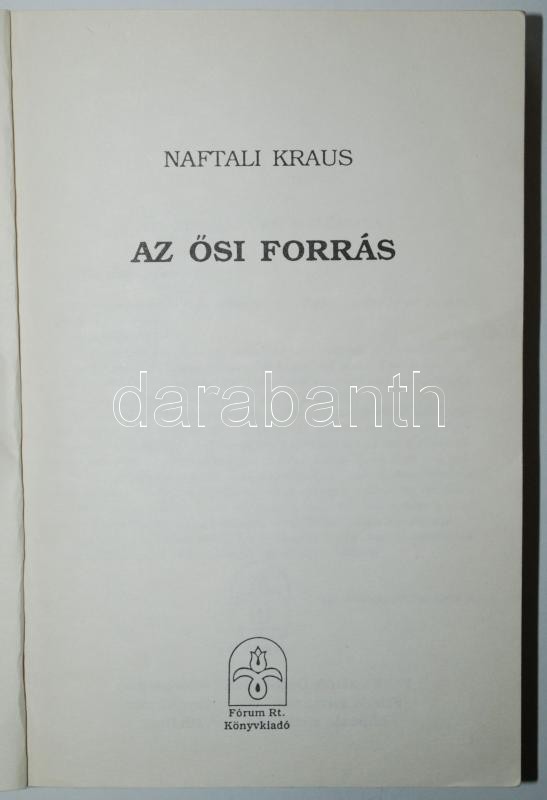 NAFTALI KRAUS
AZ ŐSI FORRÁS
darabanth
Fórum Rt.
Könyvkiadó